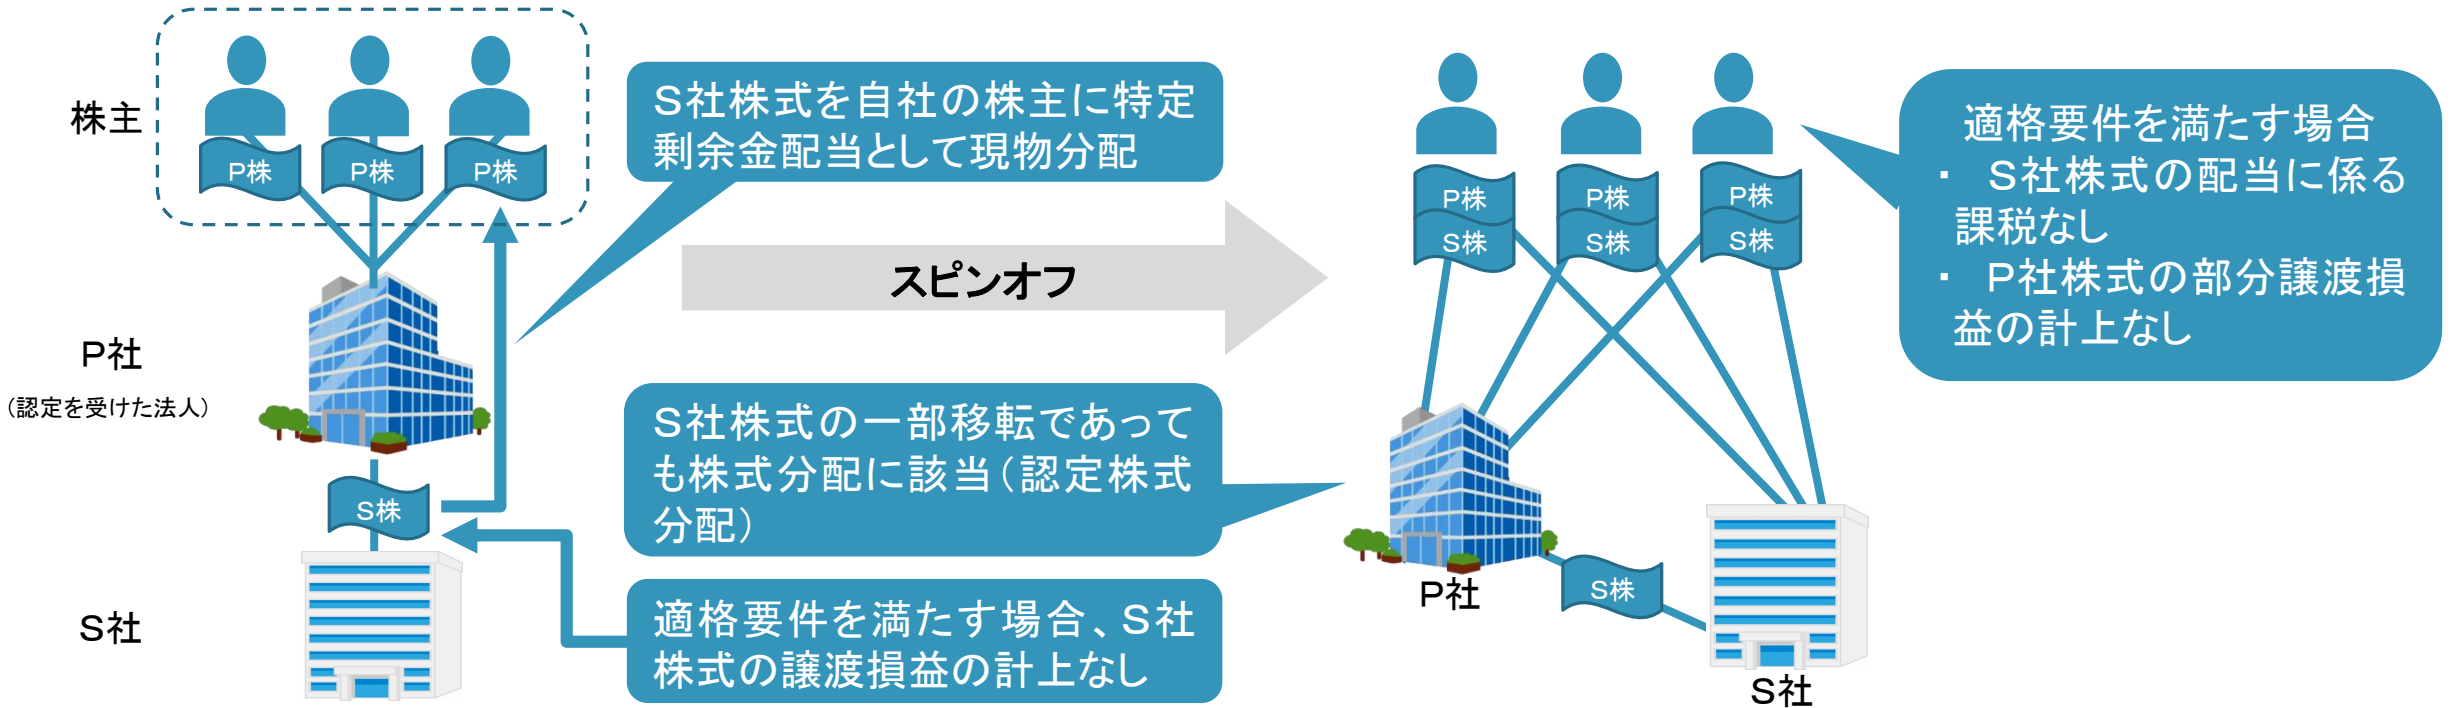 株主
P株
P株
P株
P社
（認定を受けた法人）
S株
S社
S社株式を自社の株主に特定
剰余金配当として現物分配
スピンオフ
S社株式の一部移転であって
も株式分配に該当（認定株式
分配）
適格要件を満たす場合、S社
株式の譲渡損益の計上なし
P株
S株
P株
S株
P株
S株
適格要件を満たす場合
・ S社株式の配当に係る
課税なし
・ P社株式の部分譲渡損
益の計上なし
P社
S株
S社